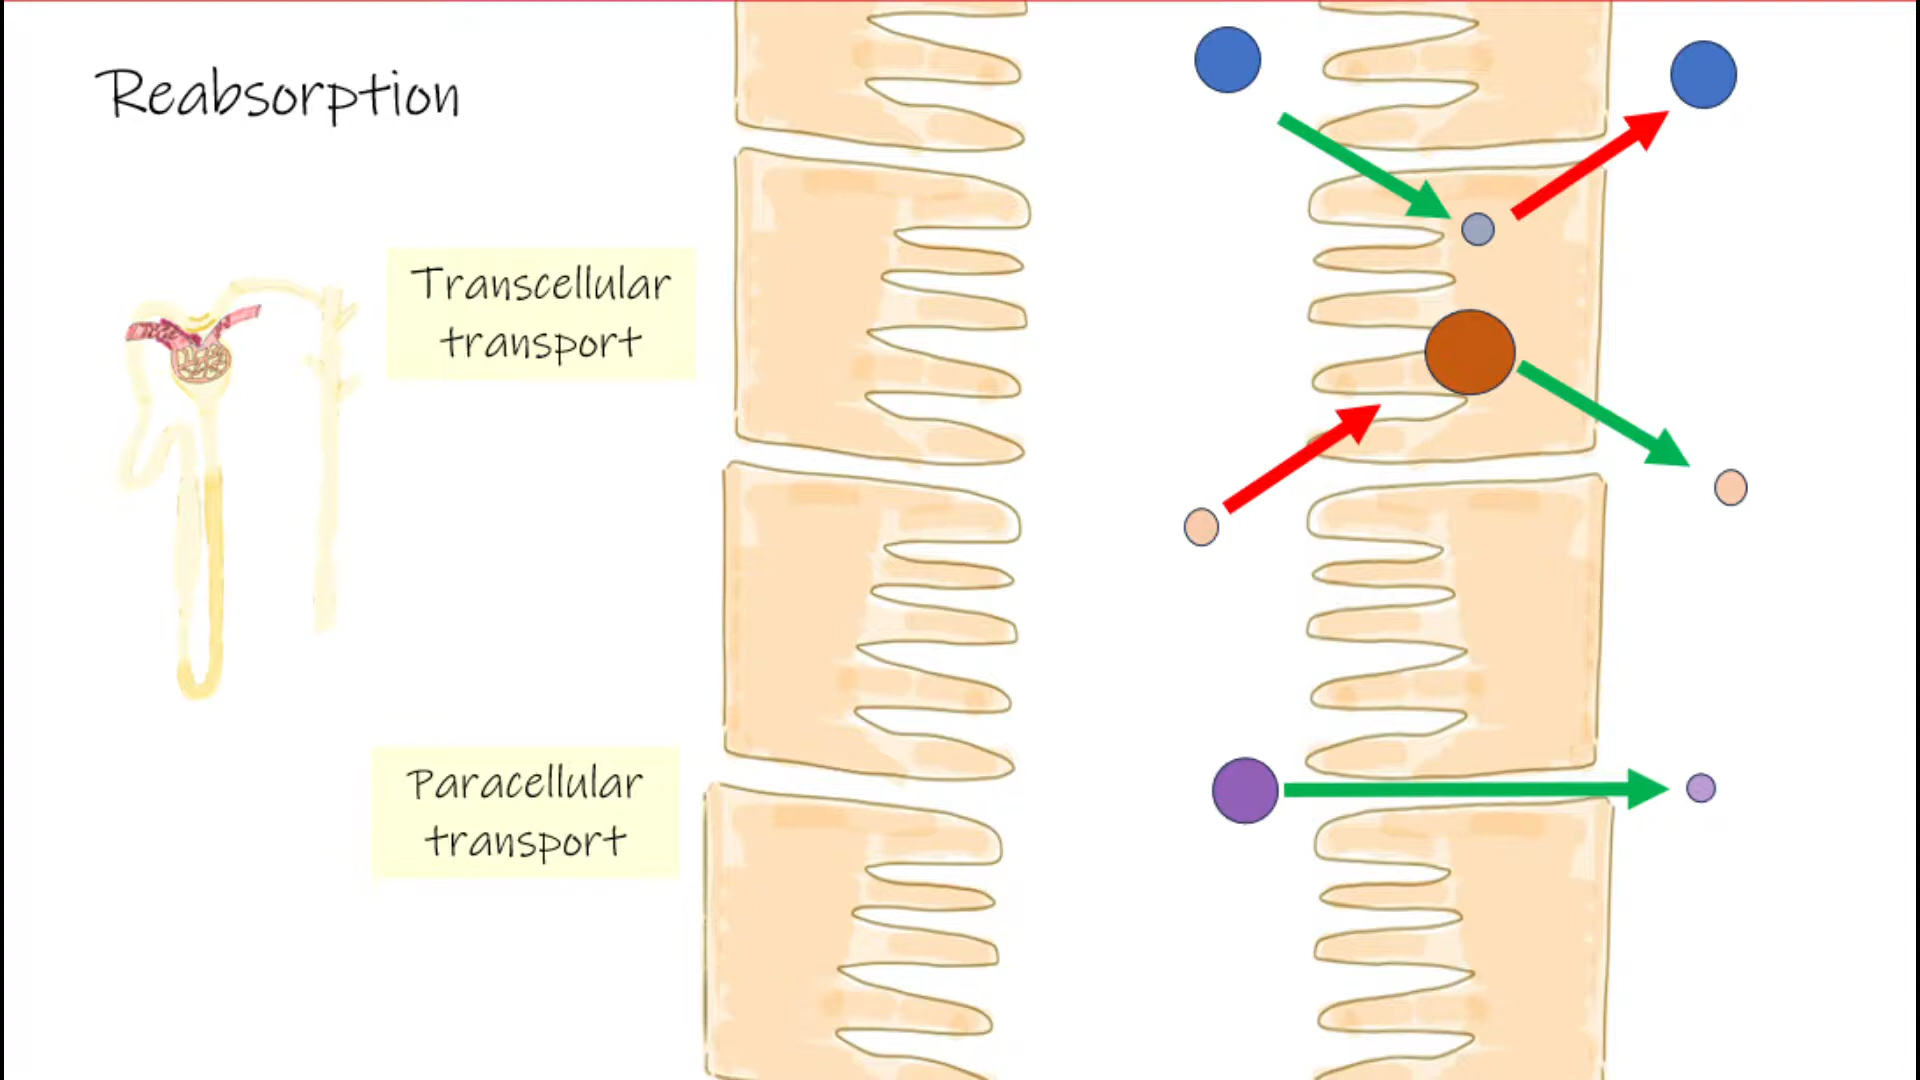 Reabsorption
Transcellular
transport
Paracellular
transport